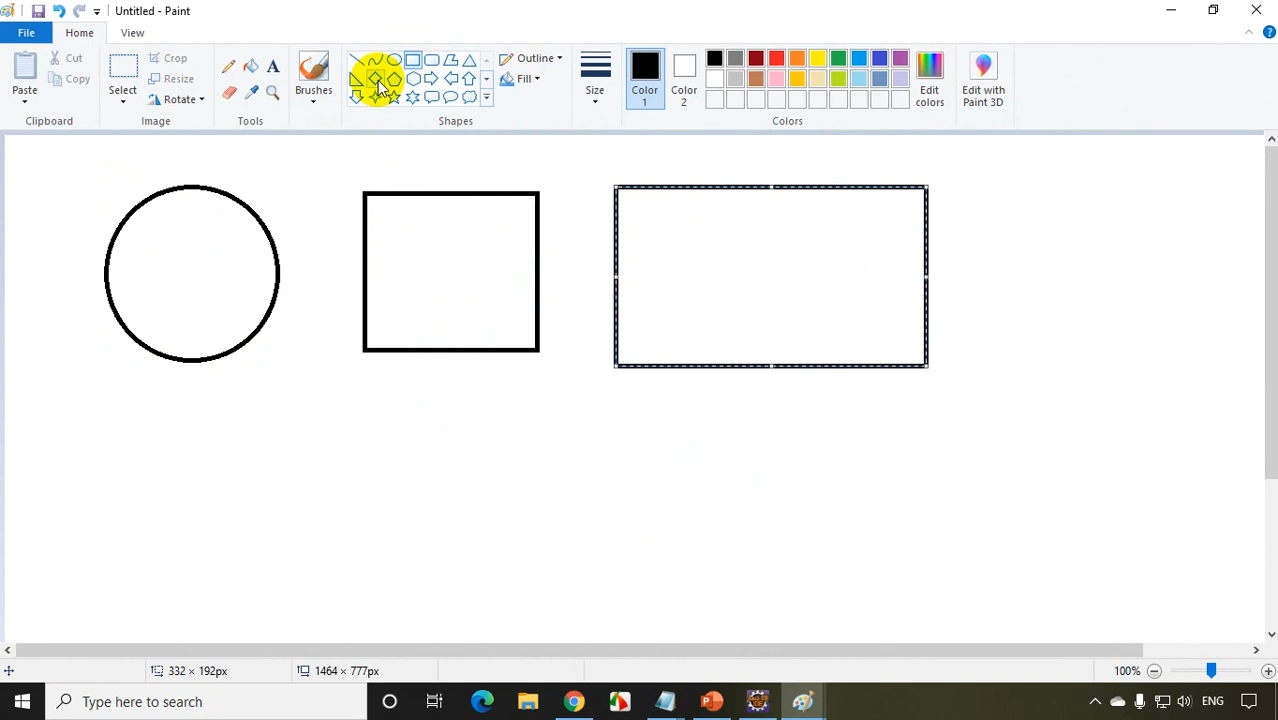 Untitled - Paint
File Home View
Paste
Cut
Copy
Clipboard
Select
Crop
Resize
Rotate
Image
A
Tools
Brushes
Outline
Fill
Shapes
Size
Color 1
Color 2
Edit colors
Edit with Paint 3D
Colors
332 × 192px
1464 × 777px
100%
Type here to search
ENG